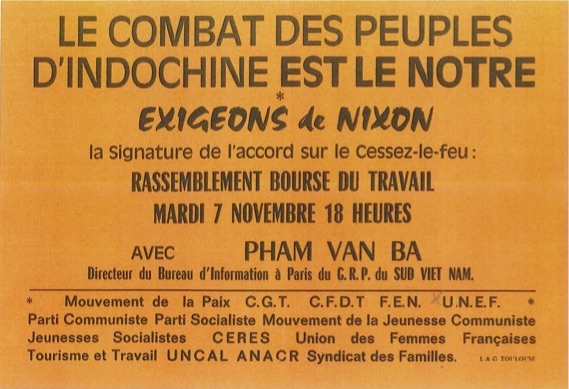 LE COMBAT DES PEUPLES
D'INDOCHINE EST LE NOTRE
*
EXIGEONS de NIXON
la Signature de l'accord sur le Cessez-le-feu :
RASSEMBLEMENT BOURSE DU TRAVAIL
MARDI 7 NOVEMBRE 18 HEURES
AVEC PHAM VAN BA
Directeur du Bureau d'Information à Paris du G.R.P. du SUD VIET NAM.
* Mouvement de la Paix C.G.T. C.F.D.T F.E.N. U.N.E.F. *
Parti Communiste Parti Socialiste Mouvement de la Jeunesse Communiste
Jeunesses Socialistes CERES Union des Femmes Françaises
Tourisme et Travail UNCAL ANACR Syndicat des Familles. I.A.G TOULOUSE